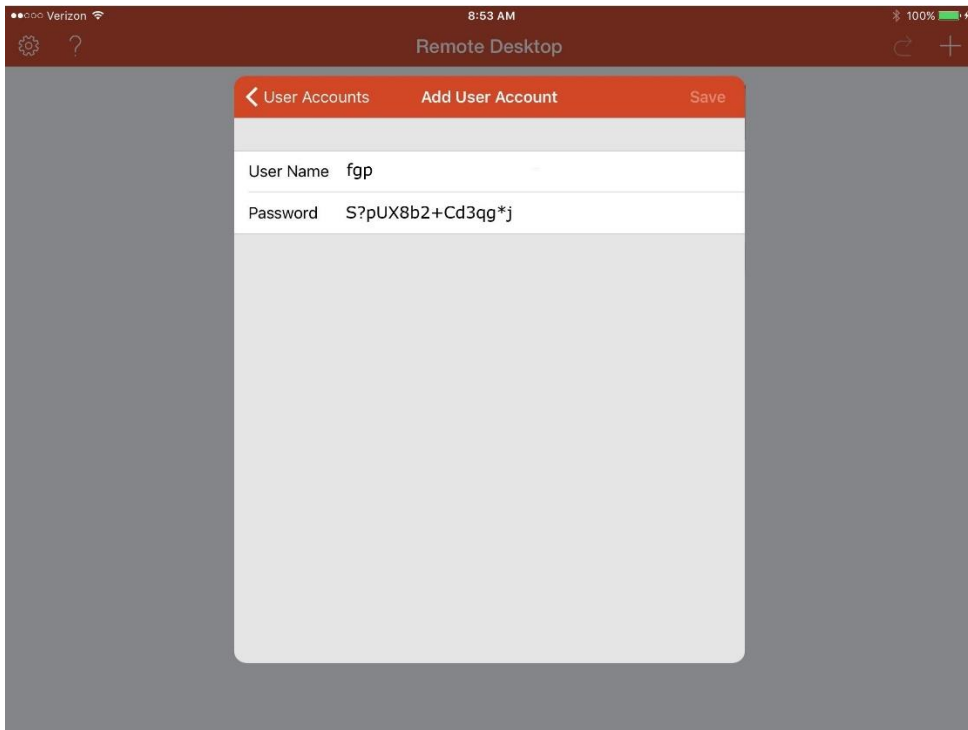 Verizon 8:53 AM 100%
? Remote Desktop
User Accounts Add User Account Save
User Name fgp
Password S?pUX8b2+Cd3qg*j